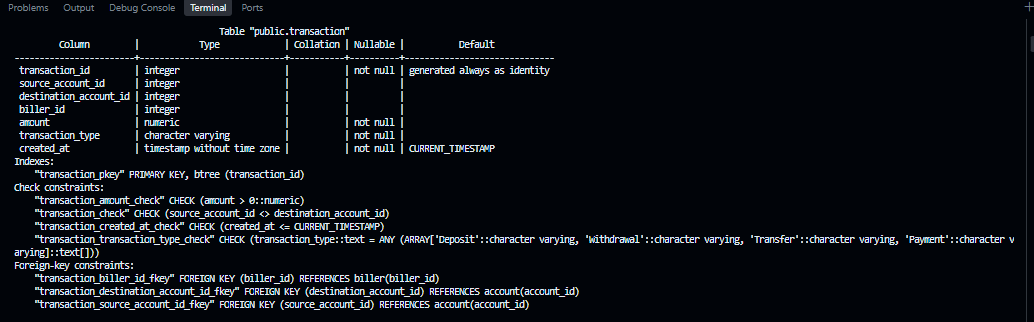 Problems Output Debug Console Terminal Ports
Table "public.transaction"
Column | Type | Collation | Nullable | Default
------------------------+-----------------------------+-----------+----------+------------------------------
transaction_id | integer | | not null | generated always as identity
source_account_id | integer | | |
destination_account_id | integer | | |
biller_id | integer | | |
amount | numeric | | not null |
transaction_type | character varying | | not null |
created_at | timestamp without time zone | | not null | CURRENT_TIMESTAMP
Indexes:
"transaction_pkey" PRIMARY KEY, btree (transaction_id)
Check constraints:
"transaction_amount_check" CHECK (amount > 0::numeric)
"transaction_check" CHECK (source_account_id <> destination_account_id)
"transaction_created_at_check" CHECK (created_at <= CURRENT_TIMESTAMP)
"transaction_transaction_type_check" CHECK (transaction_type::text = ANY (ARRAY['Deposit'::character varying, 'Withdrawal'::character varying, 'Transfer'::character varying, 'Payment'::character v
arying]::text[]))
Foreign-key constraints:
"transaction_biller_id_fkey" FOREIGN KEY (biller_id) REFERENCES biller(biller_id)
"transaction_destination_account_id_fkey" FOREIGN KEY (destination_account_id) REFERENCES account(account_id)
"transaction_source_account_id_fkey" FOREIGN KEY (source_account_id) REFERENCES account(account_id)